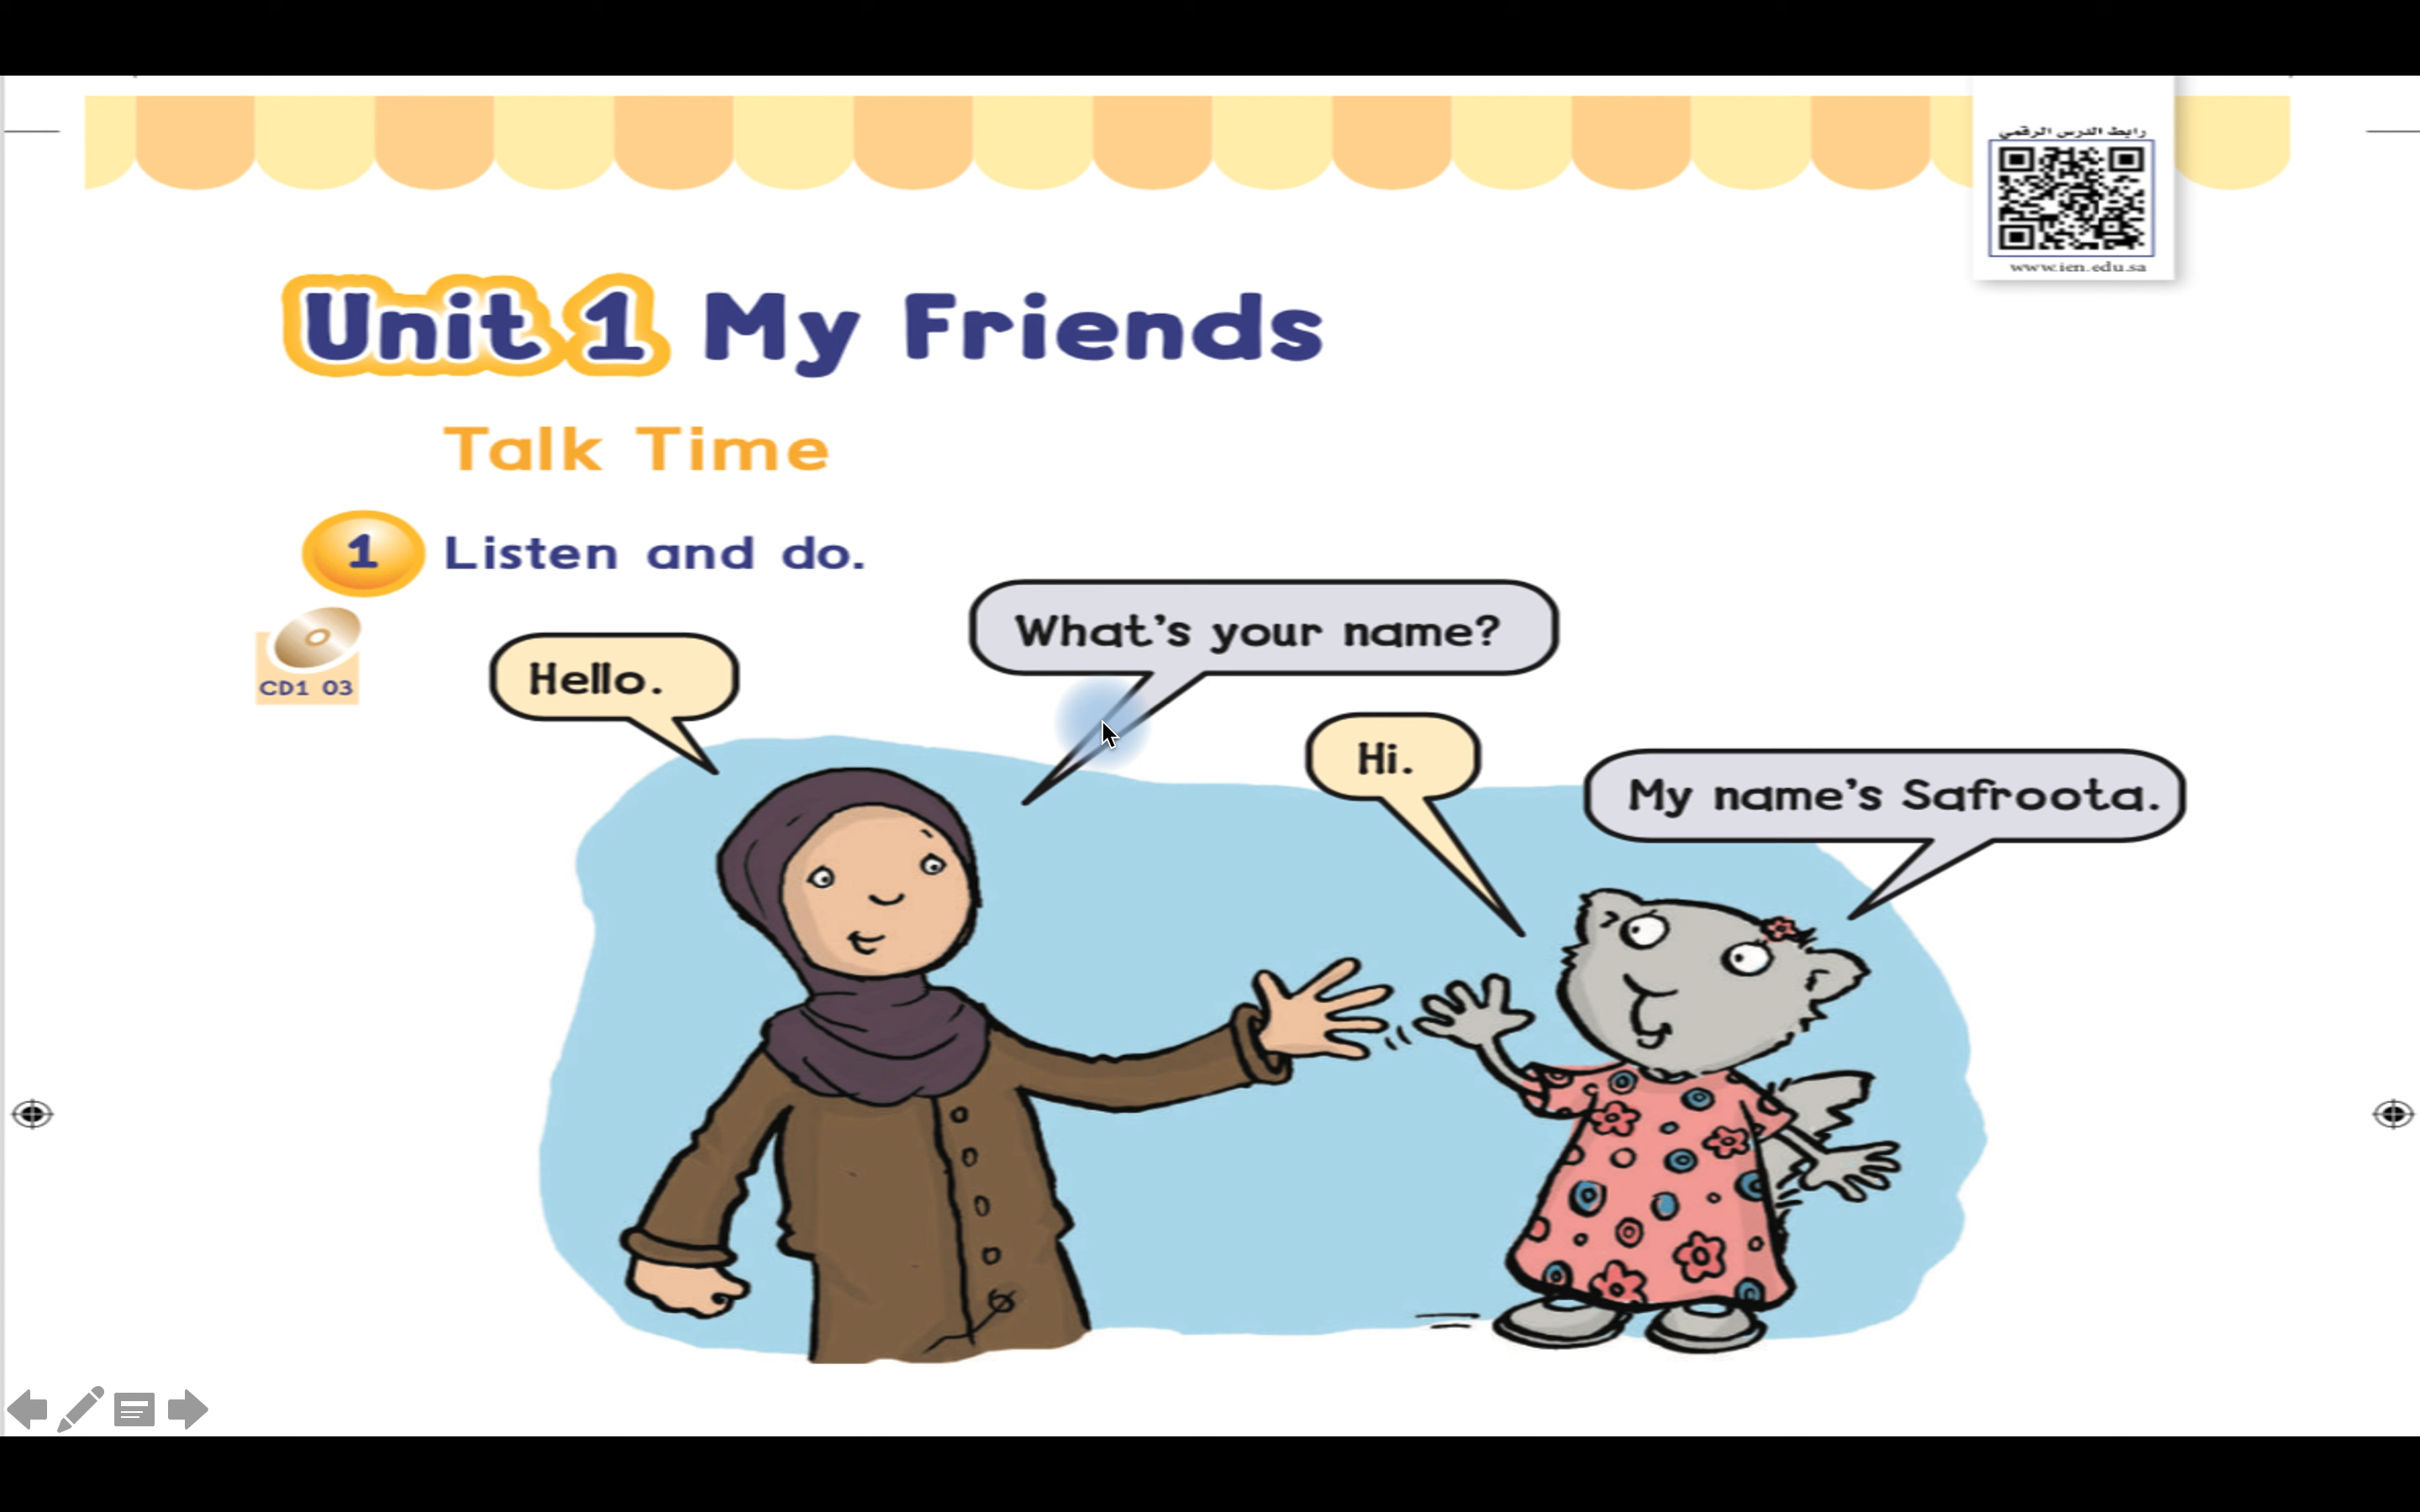 رابط الدرس الرقمي
www.ien.edu.sa
Unit 1 My Friends
Talk Time
1 Listen and do.
CD1 03
Hello.
What's your name?
Hi.
My name's Safroota.